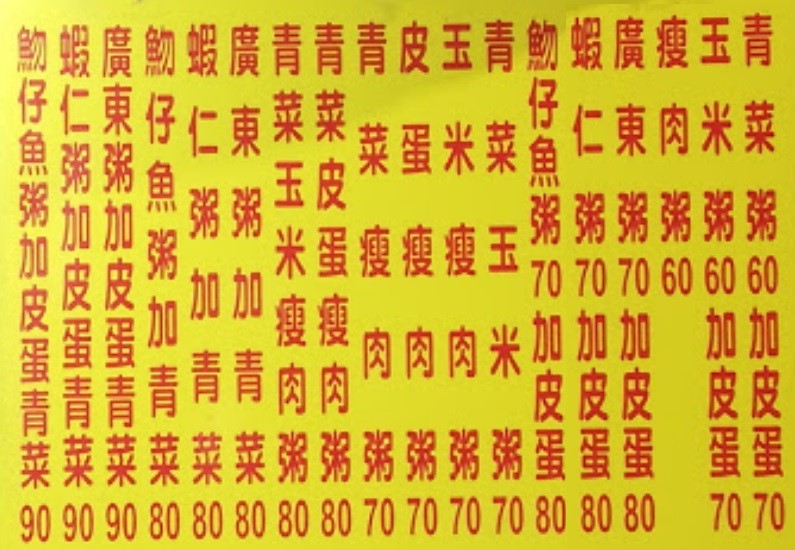 青菜粥60加皮蛋70
玉米粥60加皮蛋70
瘦肉粥60
廣東粥70加皮蛋80
蝦仁粥70加皮蛋80
魩仔魚粥70加皮蛋80
青菜玉米粥70
玉米瘦肉粥70
皮蛋瘦肉粥70
青菜瘦肉粥70
青菜皮蛋瘦肉粥80
青菜玉米瘦肉粥80
廣東粥加青菜80
蝦仁粥加青菜80
魩仔魚粥加青菜80
廣東粥加皮蛋青菜90
蝦仁粥加皮蛋青菜90
魩仔魚粥加皮蛋青菜90